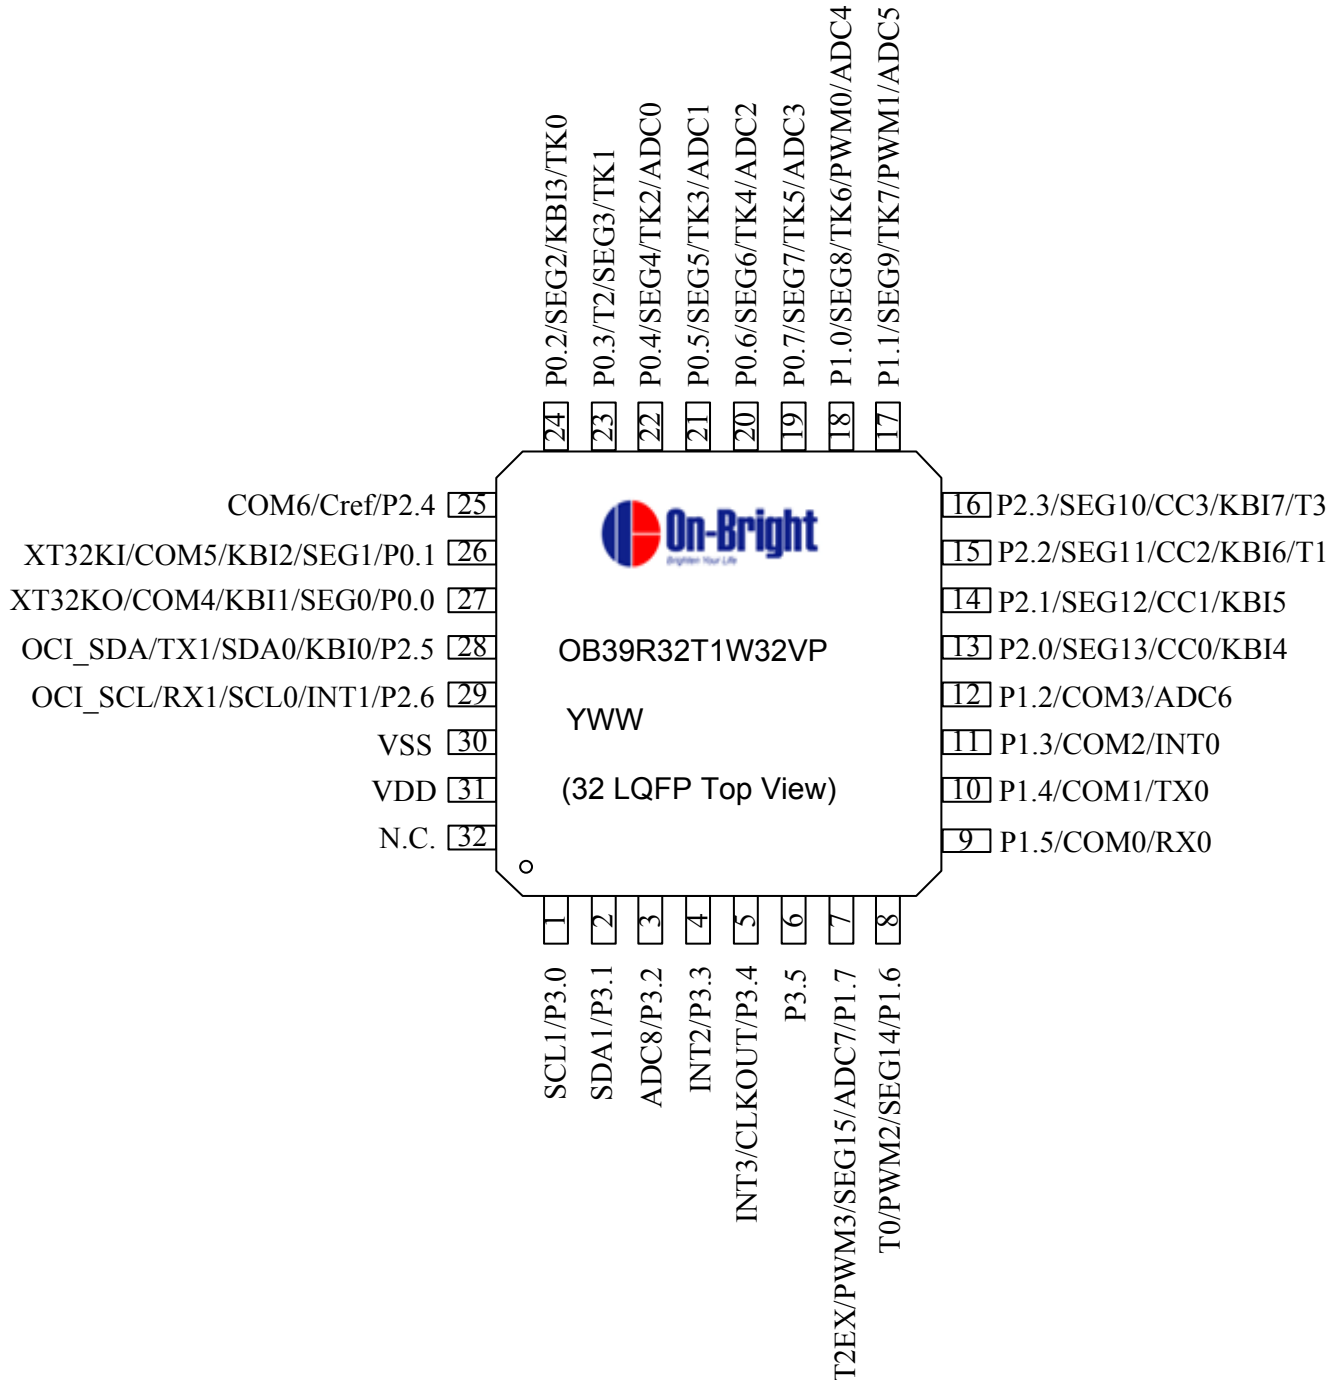 P0.2/SEG2/KBI3/TK0
P0.3/T2/SEG3/TK1
P0.4/SEG4/TK2/ADC0
P0.5/SEG5/TK3/ADC1
P0.6/SEG6/TK4/ADC2
P0.7/SEG7/TK5/ADC3
P1.0/SEG8/TK6/PWM0/ADC4
P1.1/SEG9/TK7/PWM1/ADC5
24
23
22
21
20
19
18
17
COM6/Cref/P2.4 25
XT32KI/COM5/KBI2/SEG1/P0.1 26
XT32KO/COM4/KBI1/SEG0/P0.0 27
OCI_SDA/TX1/SDA0/KBI0/P2.5 28
OCI_SCL/RX1/SCL0/INT1/P2.6 29
VSS 30
VDD 31
N.C. 32
On-Bright
Brighten Your Life
OB39R32T1W32VP
YWW
(32 LQFP Top View)
16 P2.3/SEG10/CC3/KBI7/T3
15 P2.2/SEG11/CC2/KBI6/T1
14 P2.1/SEG12/CC1/KBI5
13 P2.0/SEG13/CC0/KBI4
12 P1.2/COM3/ADC6
11 P1.3/COM2/INT0
10 P1.4/COM1/TX0
9 P1.5/COM0/RX0
1
2
3
4
5
6
7
8
SCL1/P3.0
SDA1/P3.1
ADC8/P3.2
INT2/P3.3
INT3/CLKOUT/P3.4
P3.5
T2EX/PWM3/SEG15/ADC7/P1.7
T0/PWM2/SEG14/P1.6